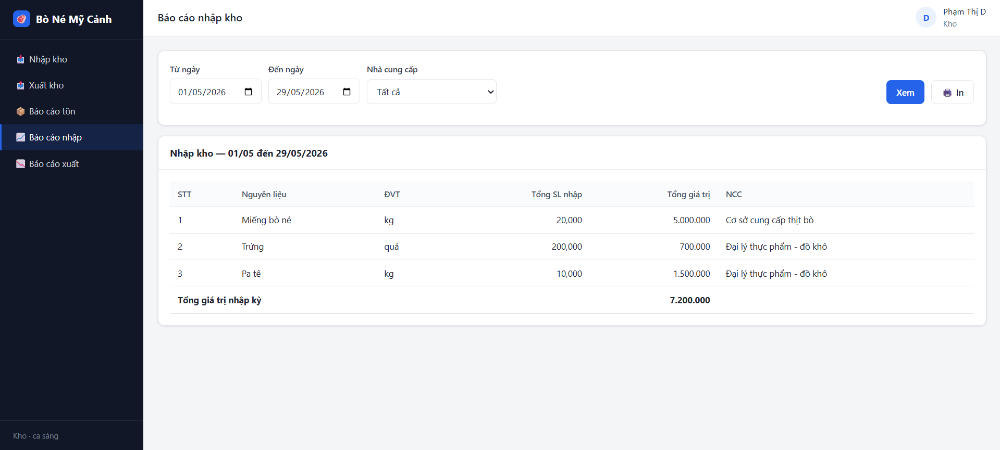 Bò Né Mỹ Cảnh
Nhập kho
Xuất kho
Báo cáo tồn
Báo cáo nhập
Báo cáo xuất
Kho · ca sáng
Báo cáo nhập kho
D
Phạm Thị D
Kho
Từ ngày
Đến ngày
Nhà cung cấp
01/05/2026
29/05/2026
Tất cả
Xem
In
Nhập kho — 01/05 đến 29/05/2026
STT Nguyên liệu ĐVT Tổng SL nhập Tổng giá trị NCC
1 Miếng bò né kg 20,000 5.000.000 Cơ sở cung cấp thịt bò
2 Trứng quả 200,000 700.000 Đại lý thực phẩm - đồ khô
3 Pa tê kg 10,000 1.500.000 Đại lý thực phẩm - đồ khô
Tổng giá trị nhập kỳ 7.200.000